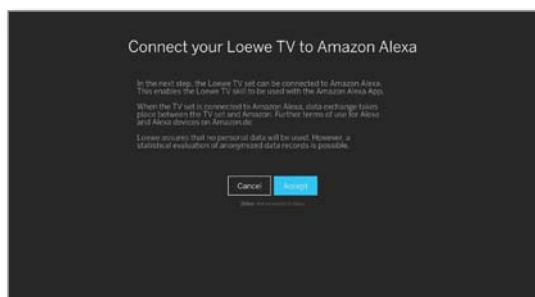 Connect your Loewe TV to Amazon Alexa
In the next step, the Loewe TV set can be connected to Amazon Alexa.
This enables the Loewe TV skill to be used with the Amazon Alexa App.
When the TV set is connected to Amazon Alexa, data exchange takes
place between the TV set and Amazon. Further terms of use for Alexa
and Alexa devices on Amazon.de.
Loewe assures that no personal data will be used. However, a
statistical evaluation of anonymized data records is possible.
Cancel Accept